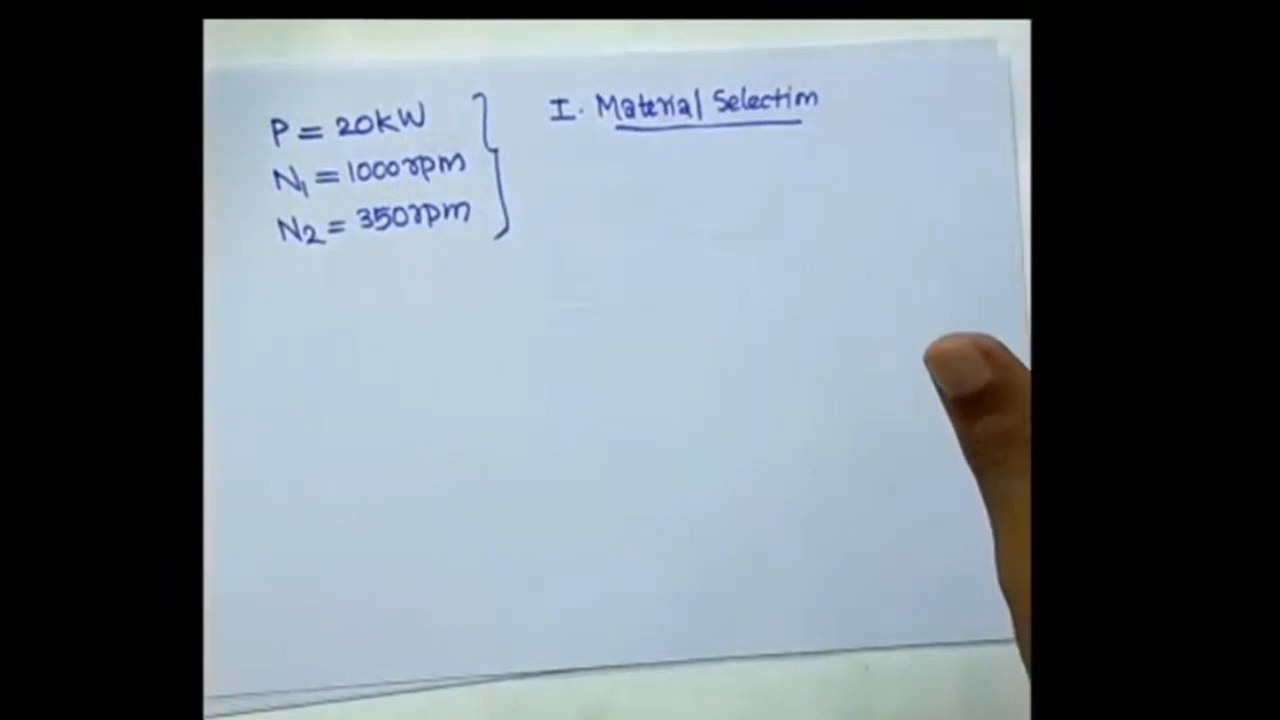 P = 20kW
N1 = 1000rpm
N2 = 350rpm
I. Material Selection